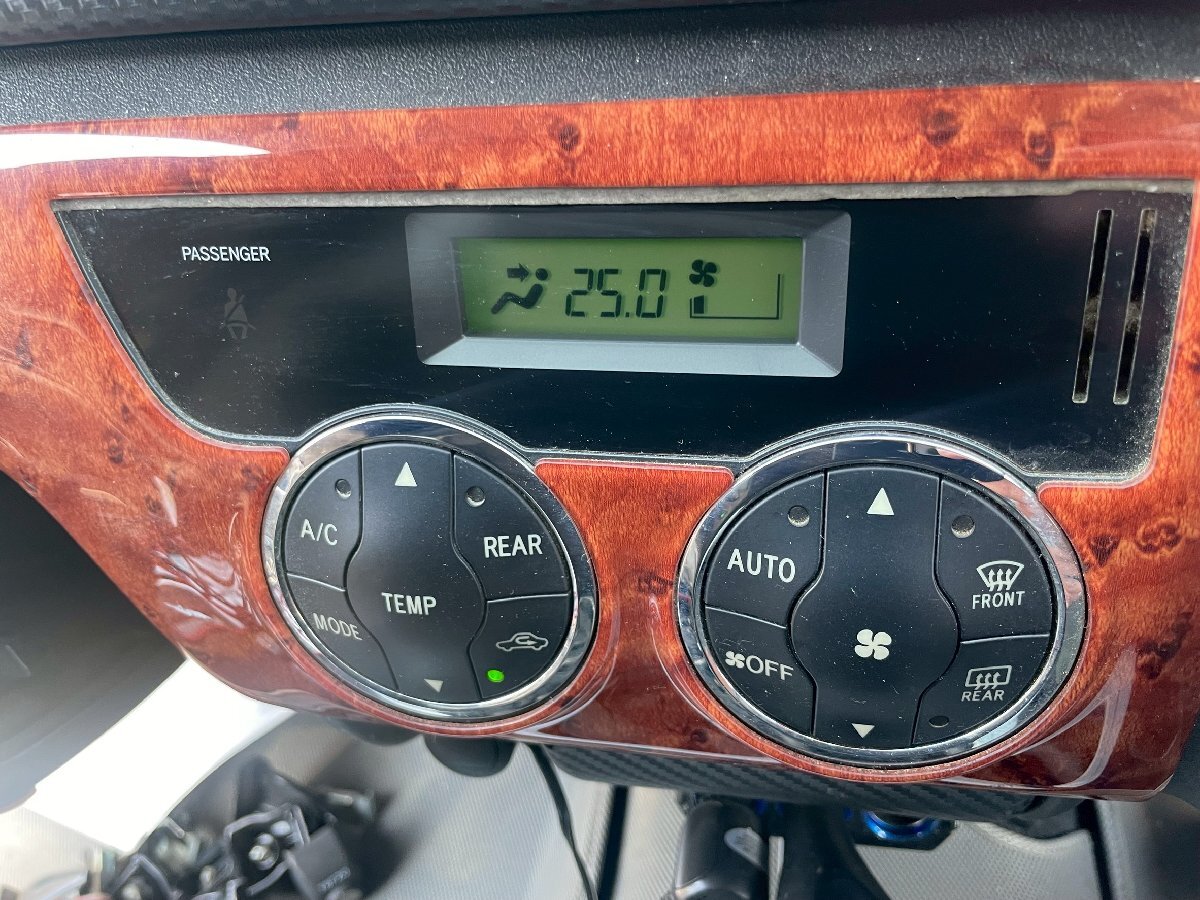 PASSENGER
25.0
A/C
REAR
TEMP
MODE
AUTO
FRONT
OFF
REAR